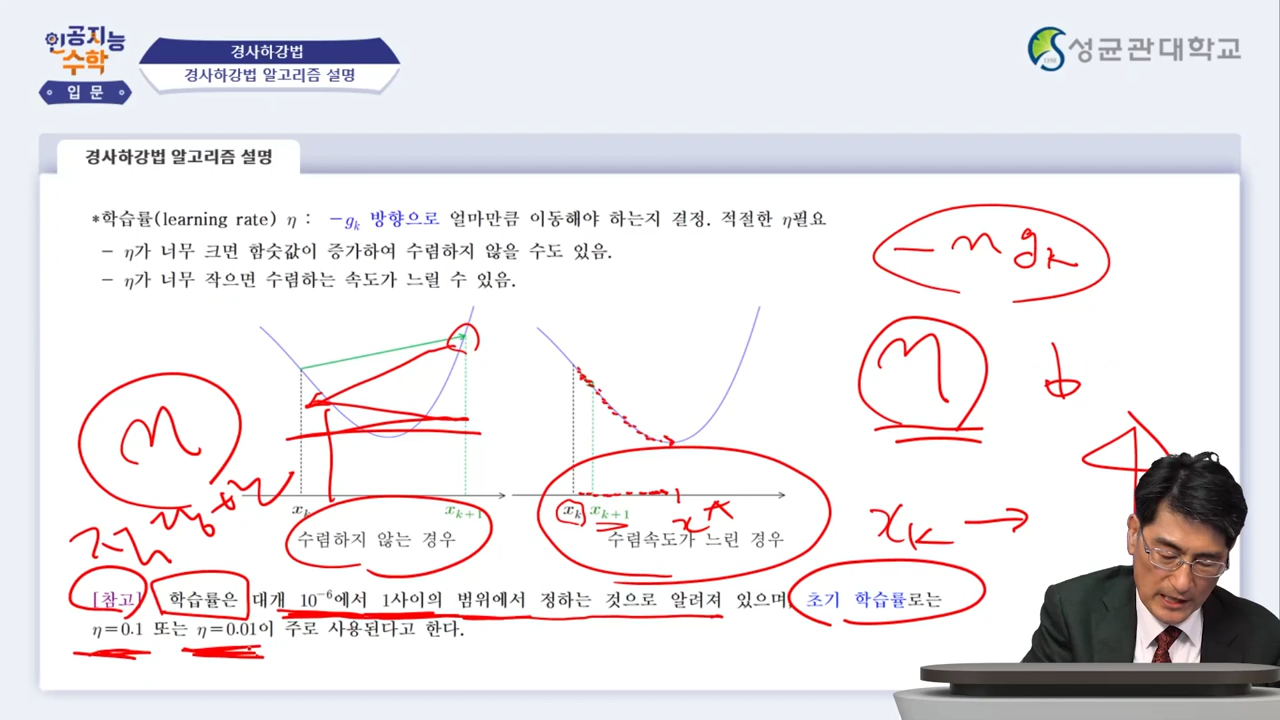 인공지능
수학
입문
경사하강법
경사하강법 알고리즘 설명
성균관대학교
경사하강법 알고리즘 설명
*학습률(learning rate) η : −gₖ 방향으로 얼마만큼 이동해야 하는지 결정. 적절한 η필요
− η가 너무 크면 함숫값이 증가하여 수렴하지 않을 수도 있음.
− η가 너무 작으면 수렴하는 속도가 느릴 수 있음.
−η gₖ
η
η
xₖ xₖ₊₁
xₖ xₖ₊₁
x*
xₖ →
수렴하지 않는 경우
수렴속도가 느린 경우
[참고] 학습률은 대개 10⁻⁶에서 1사이의 범위에서 정하는 것으로 알려져 있으며, 초기 학습률로는
η=0.1 또는 η=0.01이 주로 사용된다고 한다.